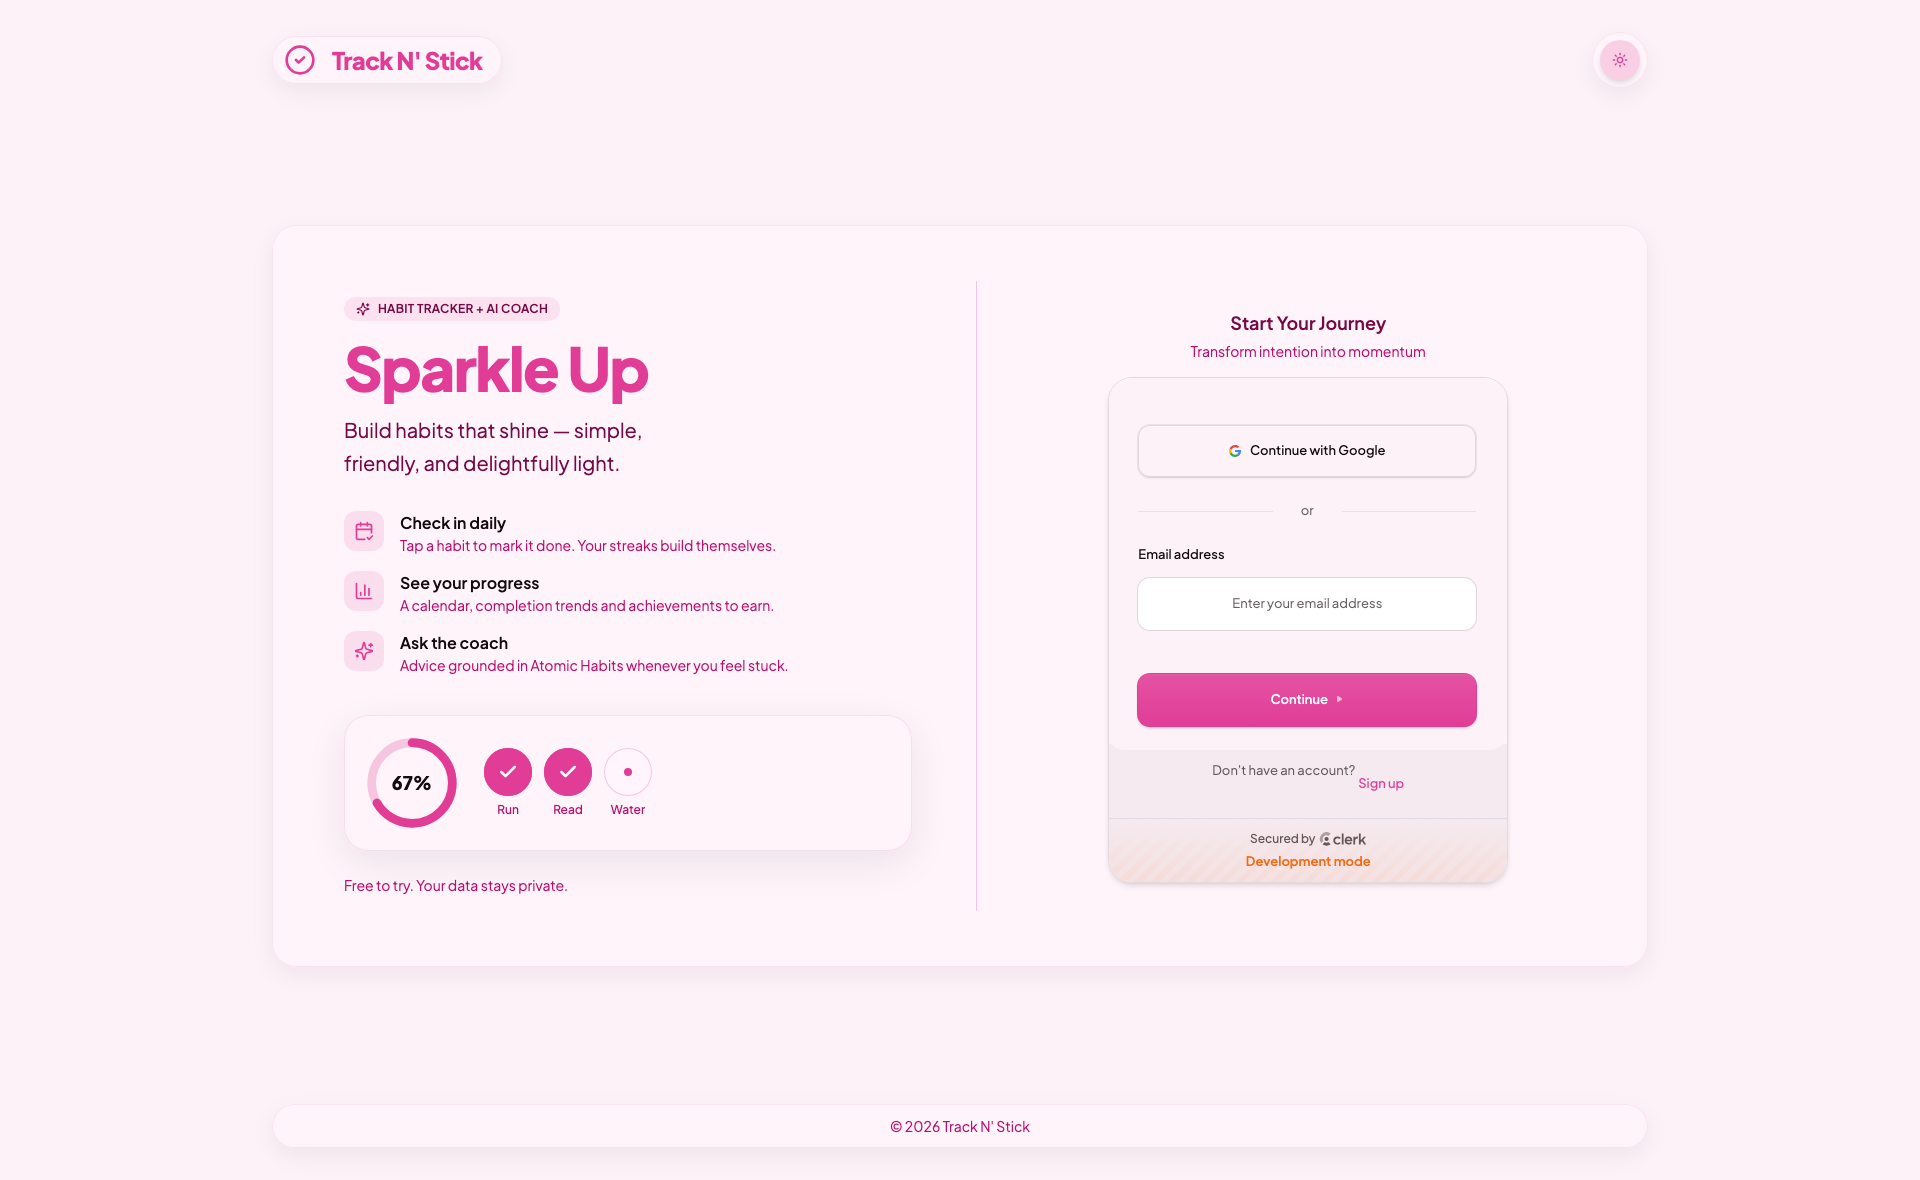 Track N' Stick
HABIT TRACKER + AI COACH
Sparkle Up
Build habits that shine — simple,
friendly, and delightfully light.
Check in daily
Tap a habit to mark it done. Your streaks build themselves.
See your progress
A calendar, completion trends and achievements to earn.
Ask the coach
Advice grounded in Atomic Habits whenever you feel stuck.
67%
Run
Read
Water
Free to try. Your data stays private.
Start Your Journey
Transform intention into momentum
Continue with Google
or
Email address
Enter your email address
Continue
Don't have an account?
Sign up
Secured by clerk
Development mode
© 2026 Track N' Stick